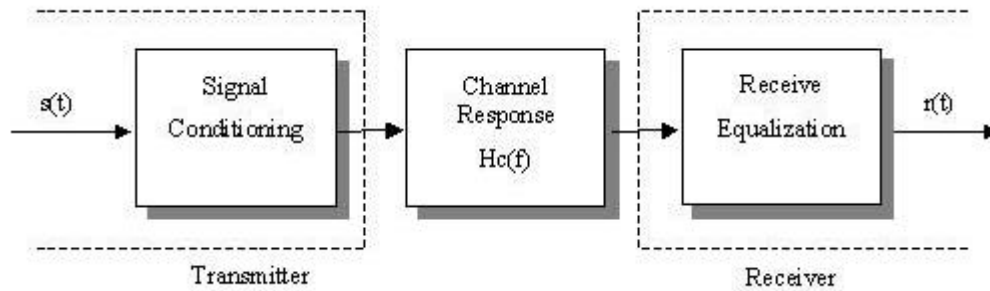 s(t)
Signal
Conditioning
Channel
Response
Hc(f)
Receive
Equalization
r(t)
Transmitter
Receiver